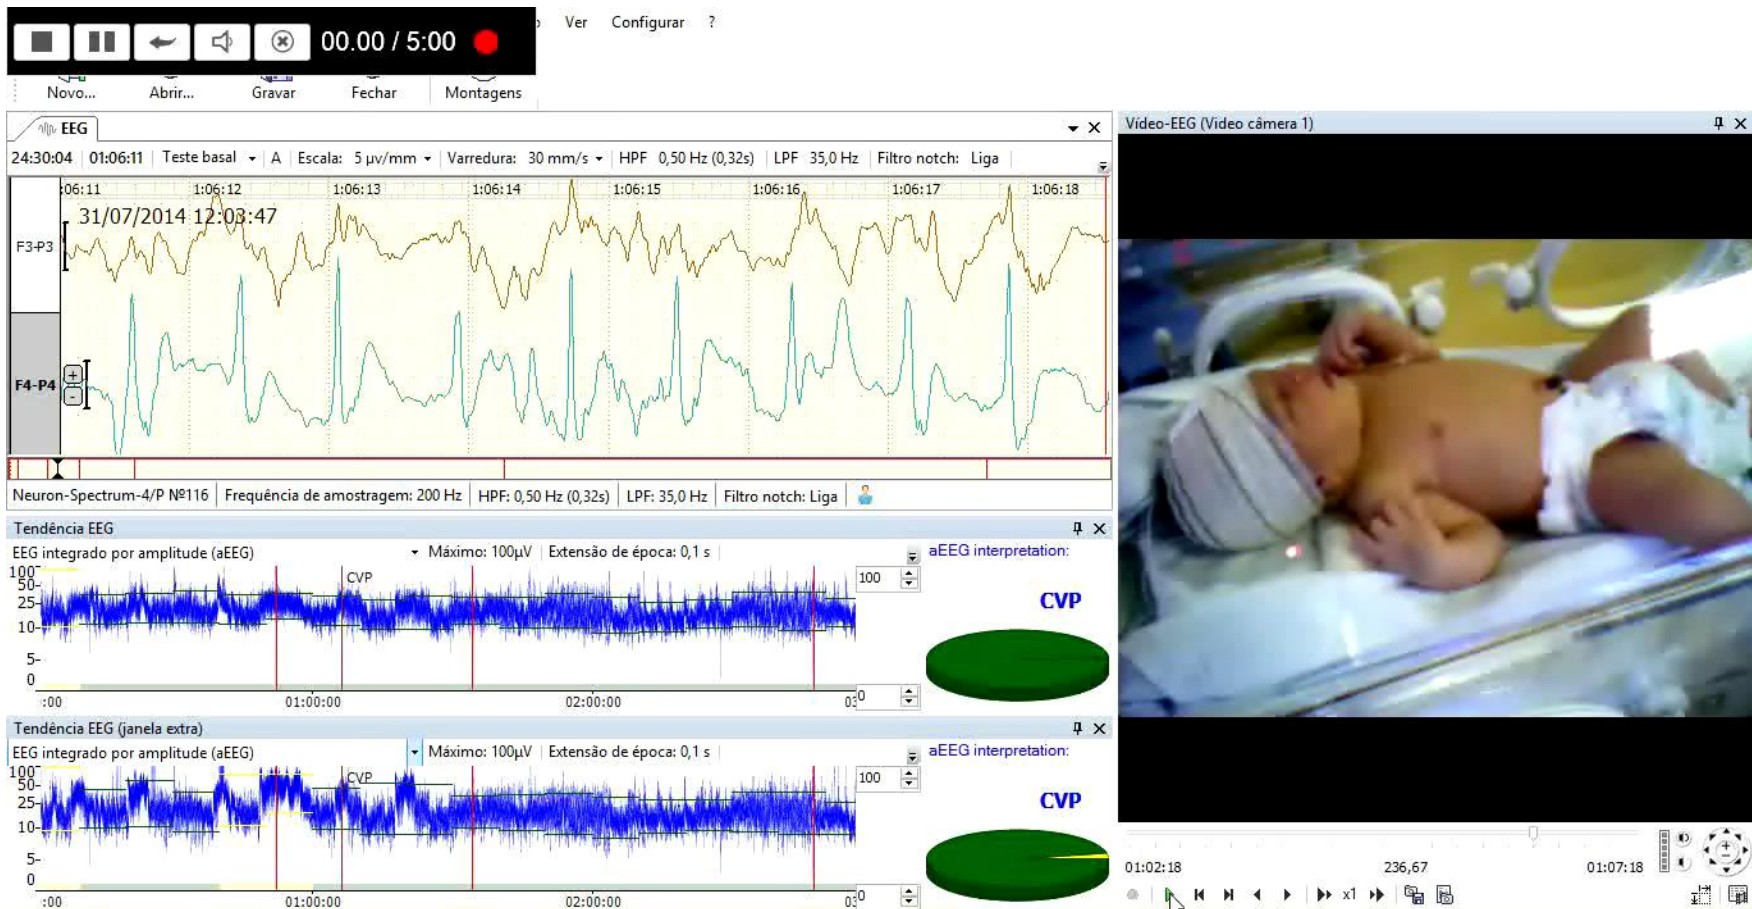 00.00 / 5:00
Ver Configurar ?
Novo... Abrir... Gravar Fechar Montagens
EEG
24:30:04 01:06:11 Teste basal A Escala: 5 µv/mm Varredura: 30 mm/s HPF 0,50 Hz (0,32s) LPF 35,0 Hz Filtro notch: Liga
:06:11 1:06:12 1:06:13 1:06:14 1:06:15 1:06:16 1:06:17 1:06:18
31/07/2014 12:03:47
F3-P3
+
F4-P4
-
Neuron-Spectrum-4/P Nº116 Frequência de amostragem: 200 Hz HPF: 0,50 Hz (0,32s) LPF: 35,0 Hz Filtro notch: Liga
Tendência EEG
EEG integrado por amplitude (aEEG) Máximo: 100µV Extensão de época: 0,1 s aEEG interpretation:
100 CVP 100
50
25 CVP
10
5
0 0
:00 01:00:00 02:00:00 03
Tendência EEG (janela extra)
EEG integrado por amplitude (aEEG) Máximo: 100µV Extensão de época: 0,1 s aEEG interpretation:
100 CVP 100
50
25 CVP
10
5
0 0
:00 01:00:00 02:00:00 03
Vídeo-EEG (Video câmera 1)
01:02:18 236,67 01:07:18
x1